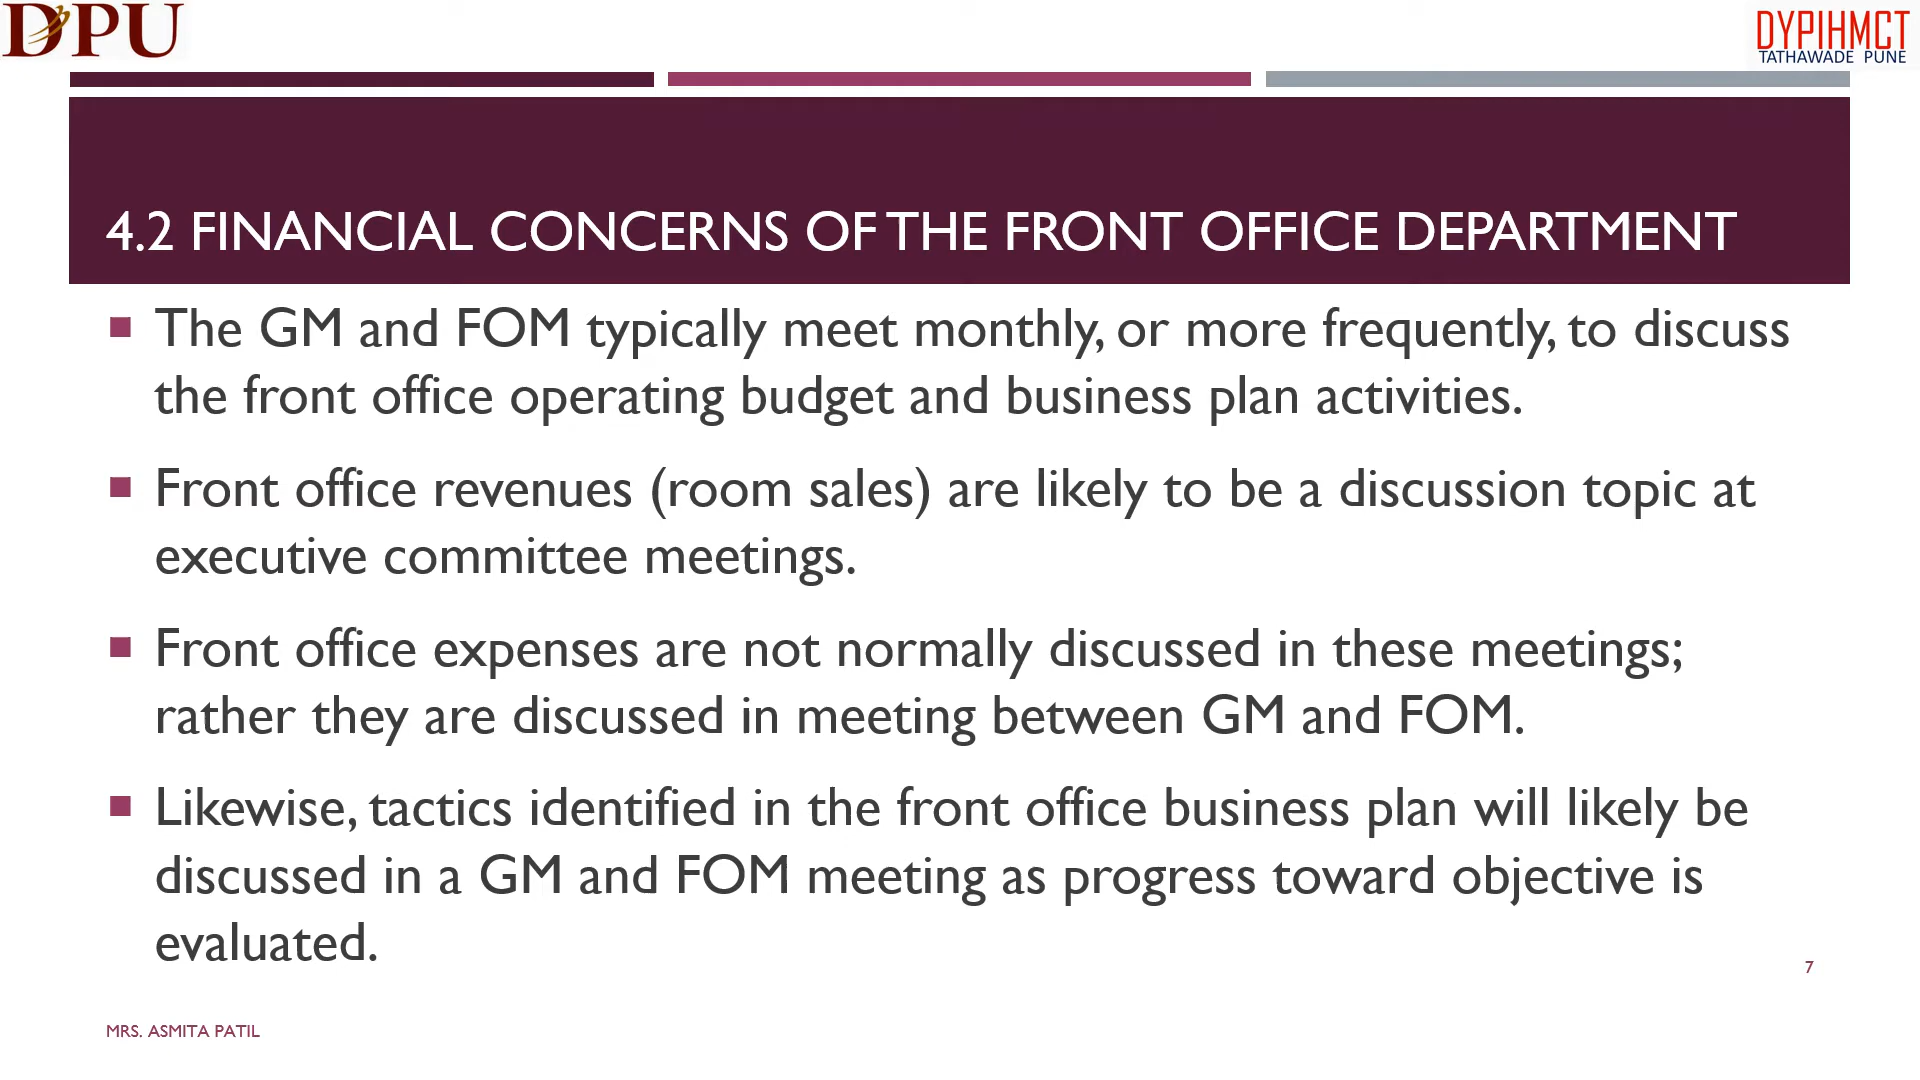 DPU
DYPIHMCT
TATHAWADE PUNE
4.2 FINANCIAL CONCERNS OF THE FRONT OFFICE DEPARTMENT
The GM and FOM typically meet monthly, or more frequently, to discuss
the front office operating budget and business plan activities.
Front office revenues (room sales) are likely to be a discussion topic at
executive committee meetings.
Front office expenses are not normally discussed in these meetings;
rather they are discussed in meeting between GM and FOM.
Likewise, tactics identified in the front office business plan will likely be
discussed in a GM and FOM meeting as progress toward objective is
evaluated.
7
MRS. ASMITA PATIL